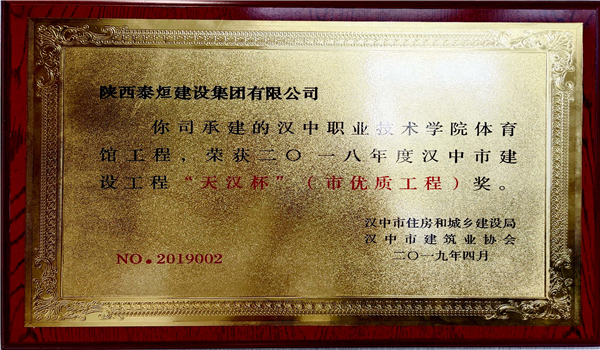 陕西泰烜建设集团有限公司
你司承建的汉中职业技术学院体育
馆工程，荣获二〇一八年度汉中市建
设工程“天汉杯”（市优质工程）奖。
汉中市住房和城乡建设局
汉中市建筑业协会
二〇一九年四月
NO.2019002